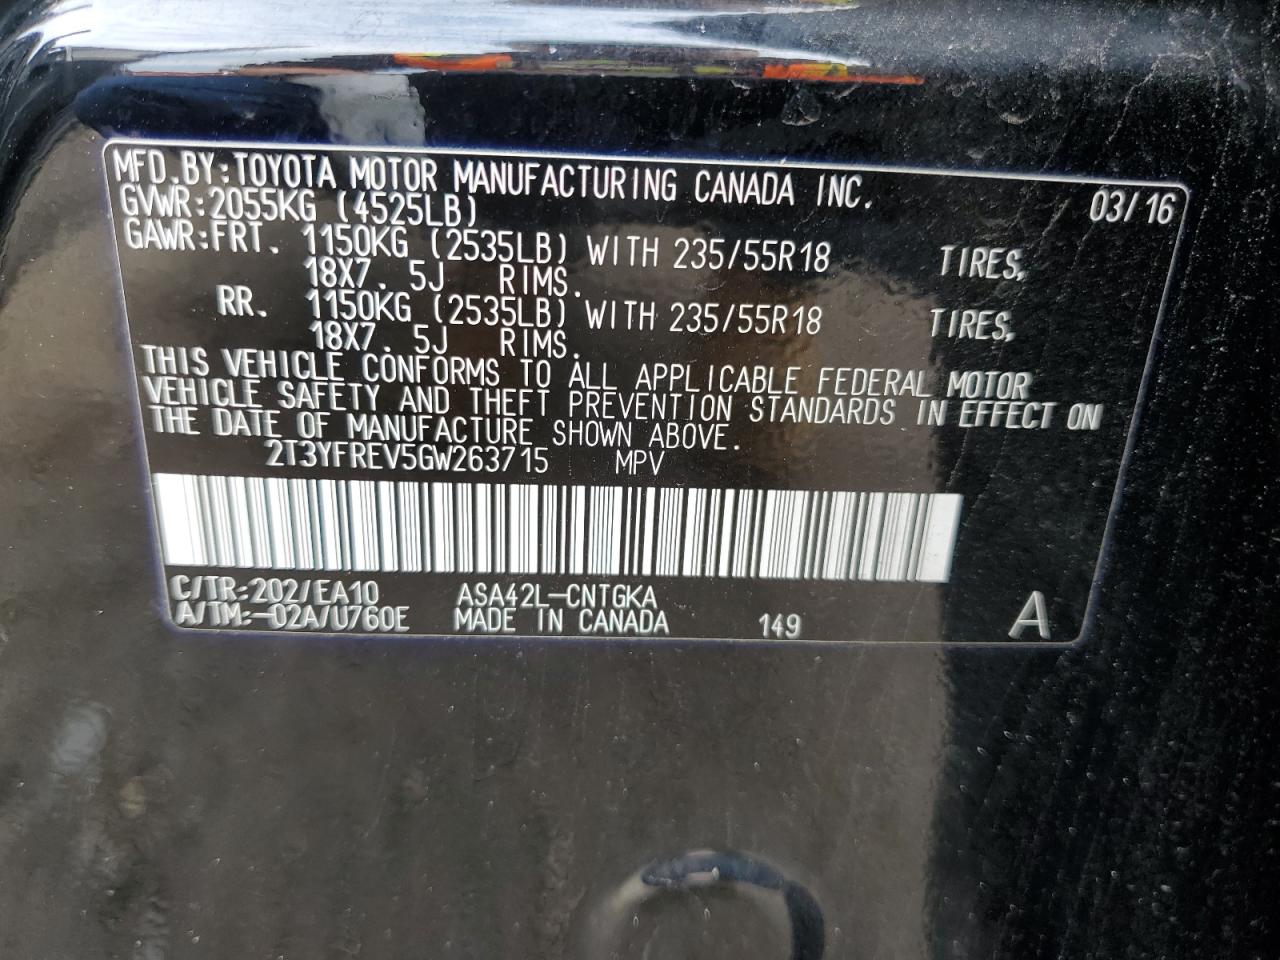 MFD.BY:TOYOTA MOTOR MANUFACTURING CANADA INC. 03/16
GVWR:2055KG (4525LB)
GAWR:FRT. 1150KG (2535LB) WITH 235/55R18 TIRES,
18X7.5J RIMS.
RR. 1150KG (2535LB) WITH 235/55R18 TIRES,
18X7.5J RIMS.
THIS VEHICLE CONFORMS TO ALL APPLICABLE FEDERAL MOTOR
VEHICLE SAFETY AND THEFT PREVENTION STANDARDS IN EFFECT ON
THE DATE OF MANUFACTURE SHOWN ABOVE.
2T3YFREV5GW263715 MPV
C/TR:202/EA10 ASA42L-CNTGKA
A/TM:-02A/U760E MADE IN CANADA 149 A